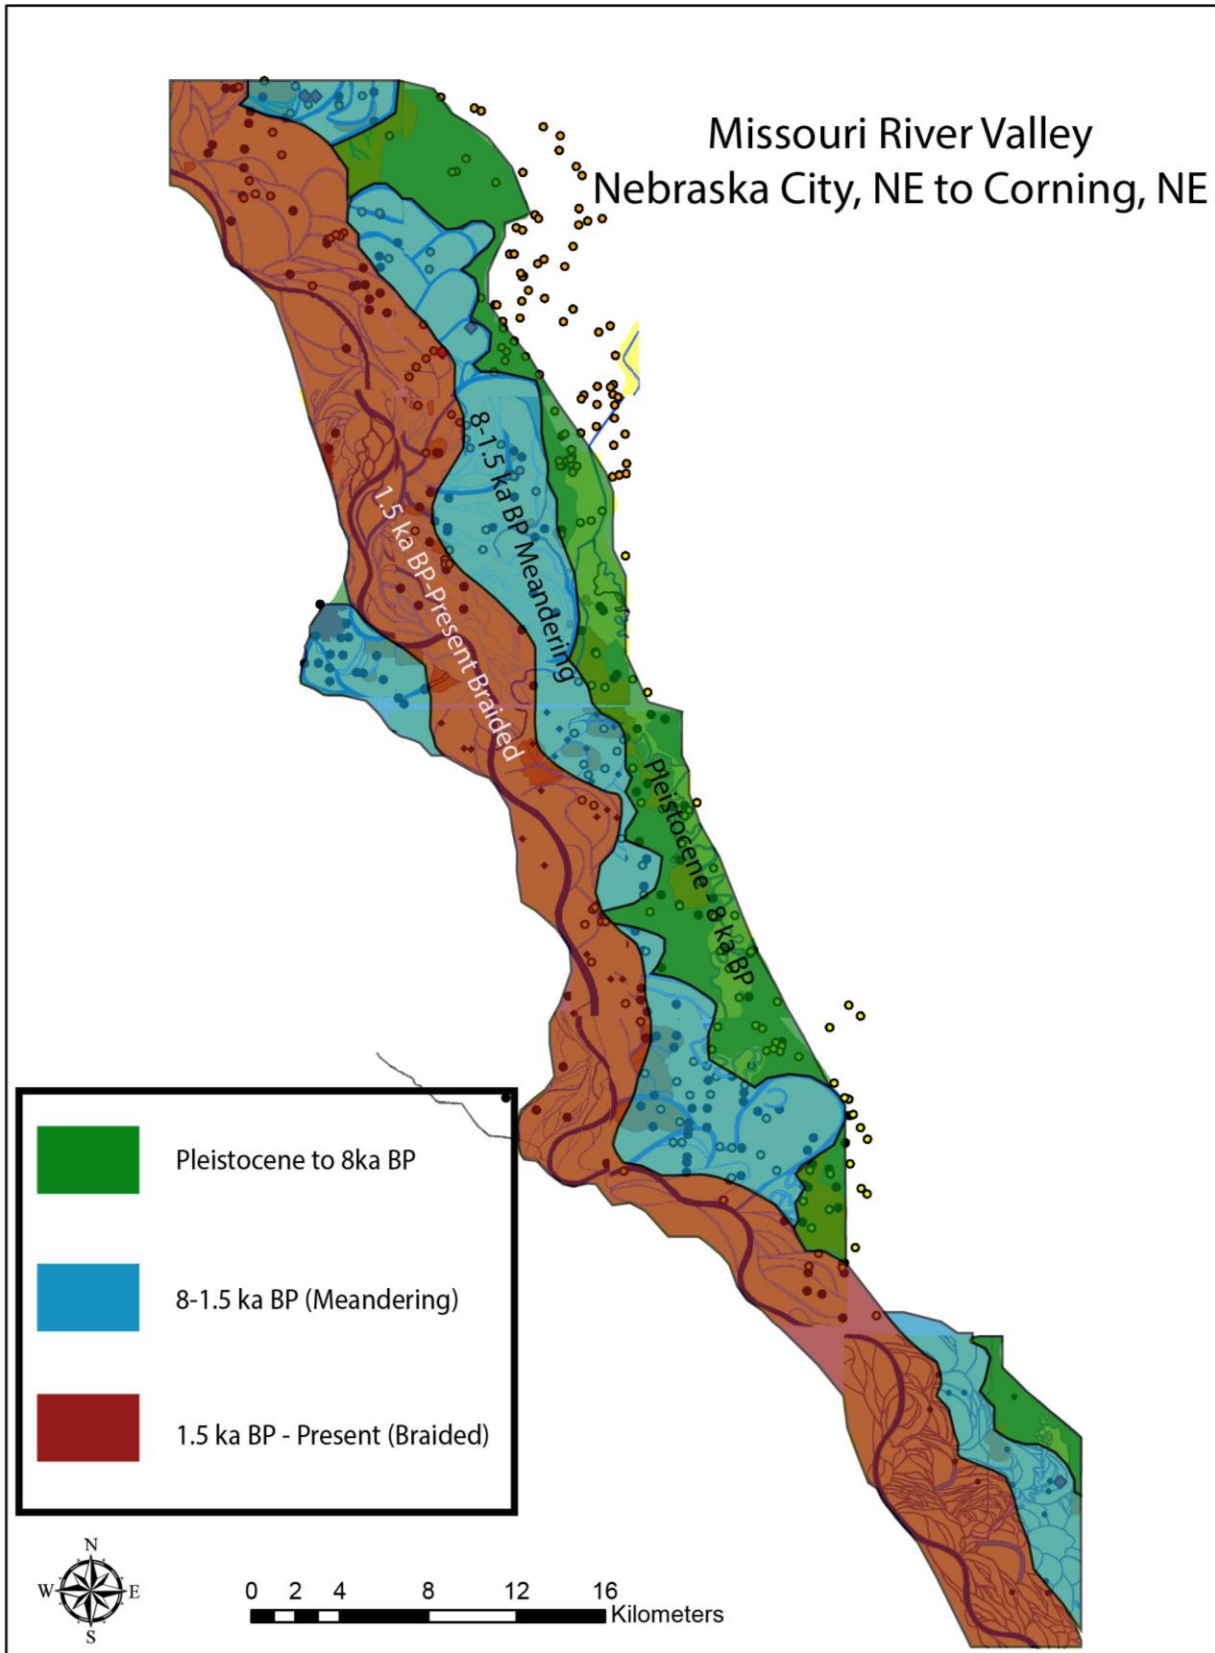 Missouri River Valley
Nebraska City, NE to Corning, NE
8-1.5 ka BP Meandering
1.5 ka BP-Present Braided
Pleistocene - 8 ka BP
Pleistocene to 8ka BP
8-1.5 ka BP (Meandering)
1.5 ka BP - Present (Braided)
N
W E
S
0 2 4 8 12 16
Kilometers